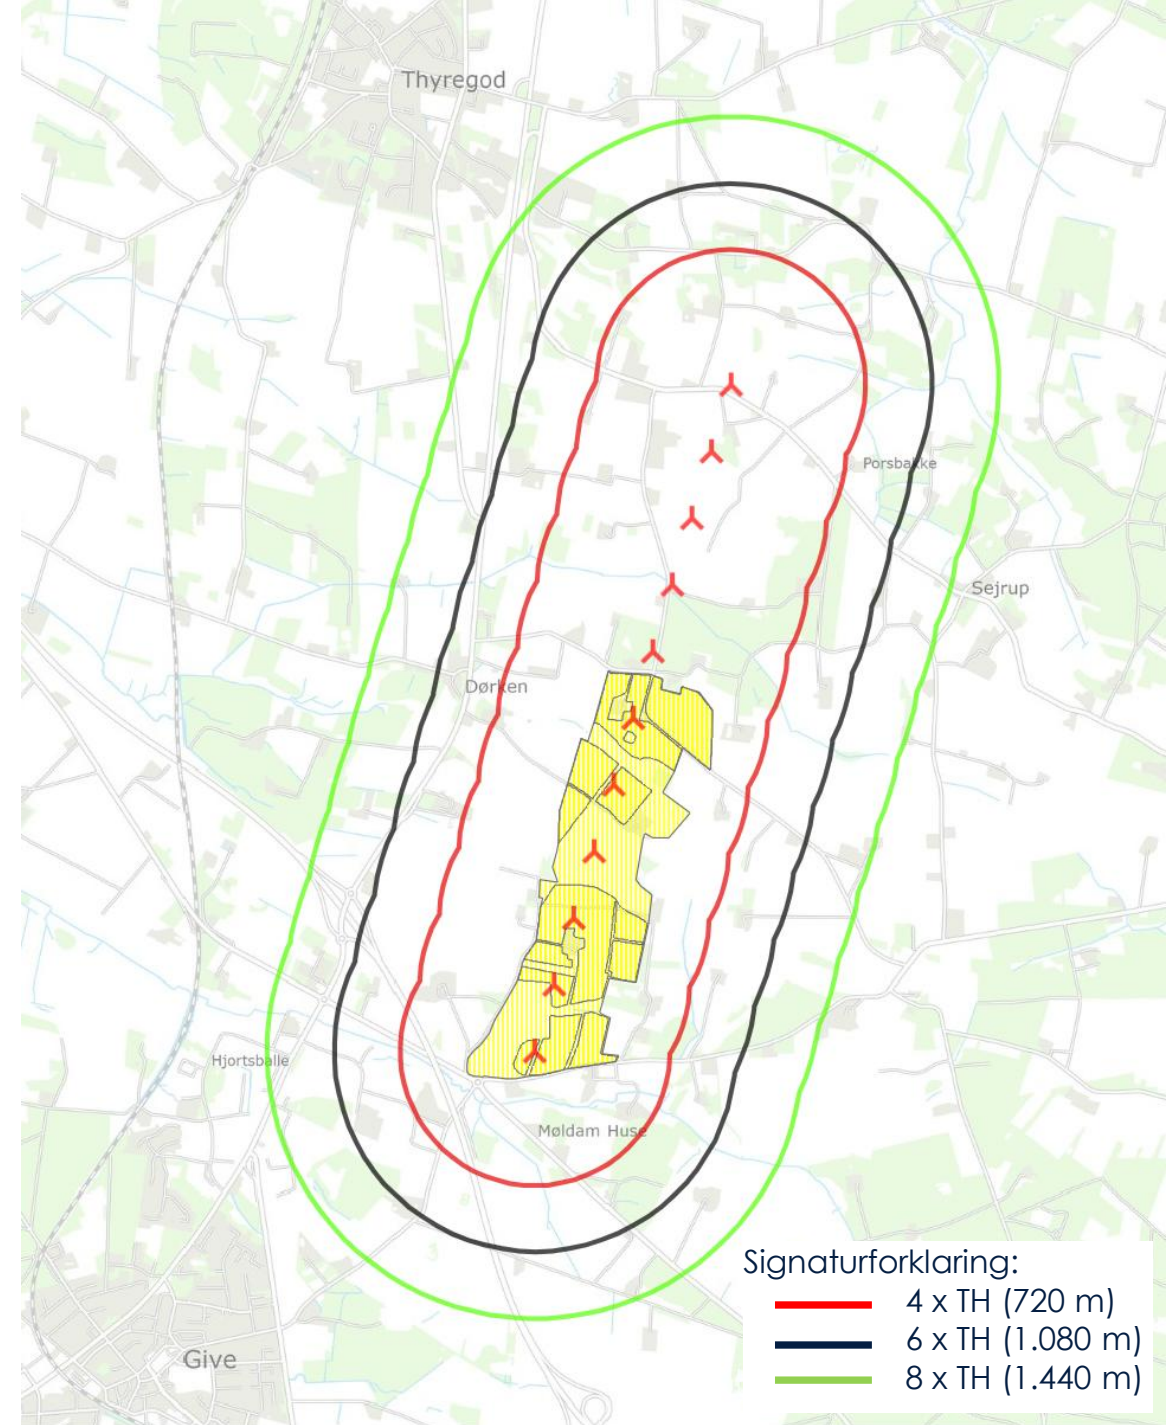 Thyregod
Porsbakke
Sejrup
Dørken
Hjortsballe
Møldam Huse
Give
Signaturforklaring:
4 x TH (720 m)
6 x TH (1.080 m)
8 x TH (1.440 m)